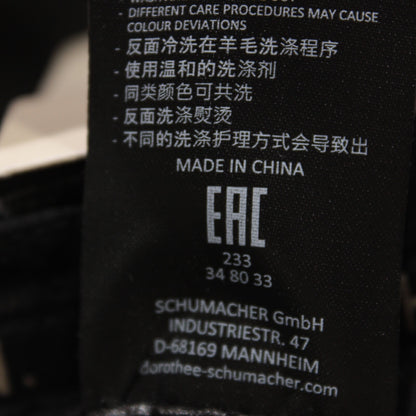 - DIFFERENT CARE PROCEDURES MAY CAUSE
COLOUR DEVIATIONS
- 反面冷洗在羊毛洗涤程序
- 使用温和的洗涤剂
- 同类颜色可共洗
- 反面洗涤熨烫
- 不同的洗涤护理方式会导致出
MADE IN CHINA
EAC
233
34 80 33
SCHUMACHER GmbH
INDUSTRIESTR. 47
D-68169 MANNHEIM
dorothee-schumacher.com